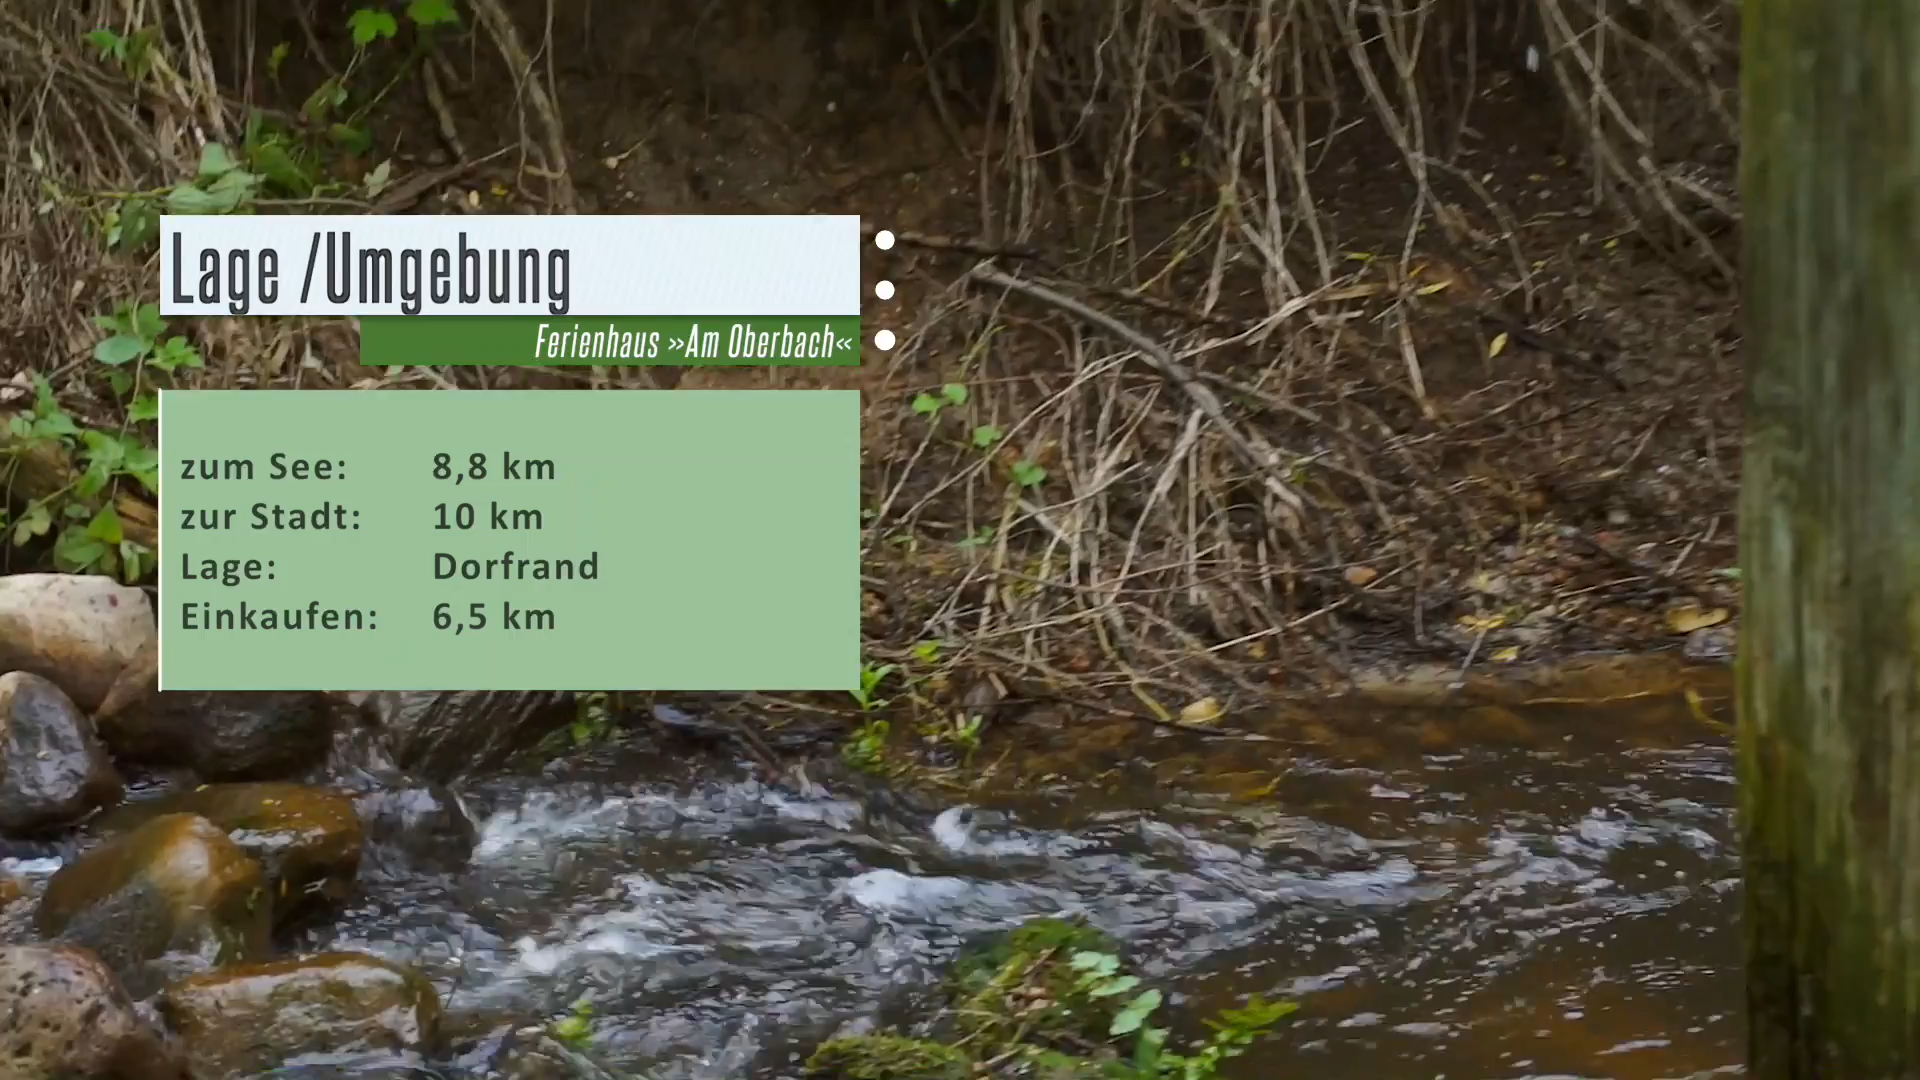 Lage /Umgebung
Ferienhaus »Am Oberbach«
zum See: 8,8 km
zur Stadt: 10 km
Lage: Dorfrand
Einkaufen: 6,5 km